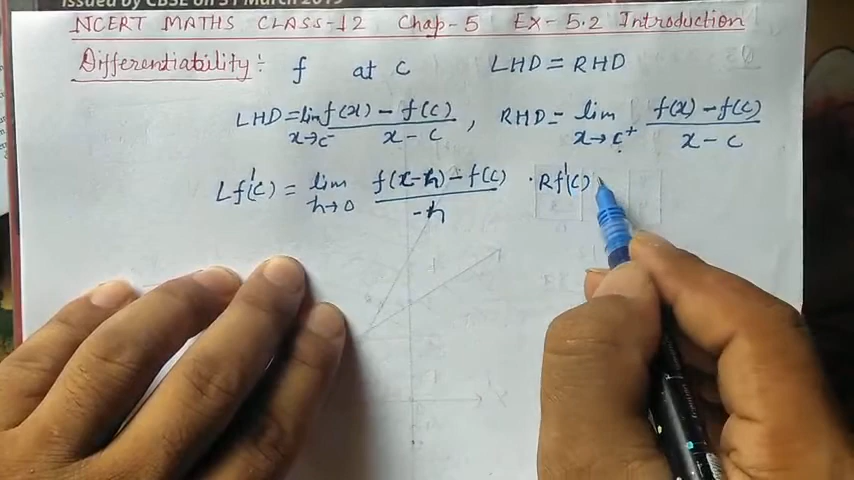 Issued by CBSE on 31 March 2019
NCERT MATHS CLASS-12 Chap-5 Ex-5.2 Introduction
Differentiability: f at c LHD = RHD
LHD = lim x→c⁻ f(x) - f(c) / x - c , RHD = lim x→c⁺ f(x) - f(c) / x - c
Lf'(c) = lim h→0 f(x-h) - f(c) / -h . Rf'(c)